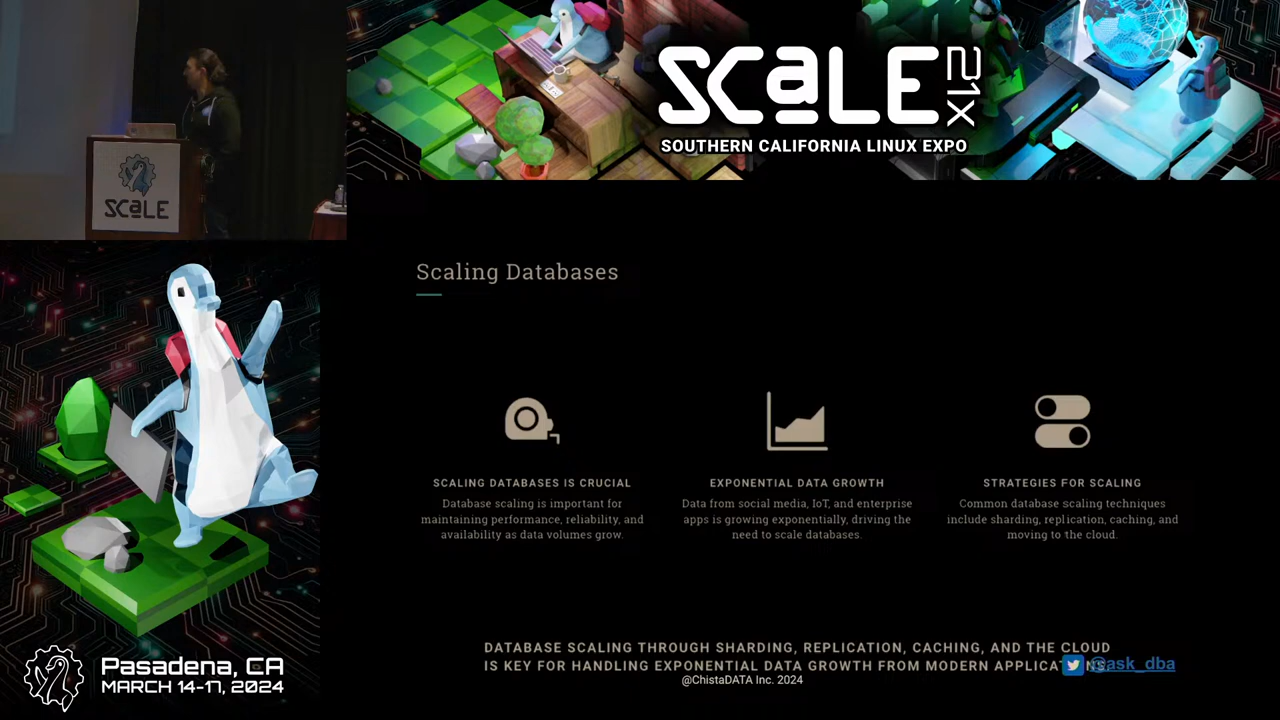 SCaLE 21x
SOUTHERN CALIFORNIA LINUX EXPO
SCaLE
Scaling Databases
SCALING DATABASES IS CRUCIAL
Database scaling is important for
maintaining performance, reliability, and
availability as data volumes grow.
EXPONENTIAL DATA GROWTH
Data from social media, IoT, and enterprise
apps is growing exponentially, driving the
need to scale databases.
STRATEGIES FOR SCALING
Common database scaling techniques
include sharding, replication, caching, and
moving to the cloud.
DATABASE SCALING THROUGH SHARDING, REPLICATION, CACHING, AND THE CLOUD
IS KEY FOR HANDLING EXPONENTIAL DATA GROWTH FROM MODERN
@ask_dba
@ChistaDATA Inc. 2024
Pasadena, CA
MARCH 14-17, 2024